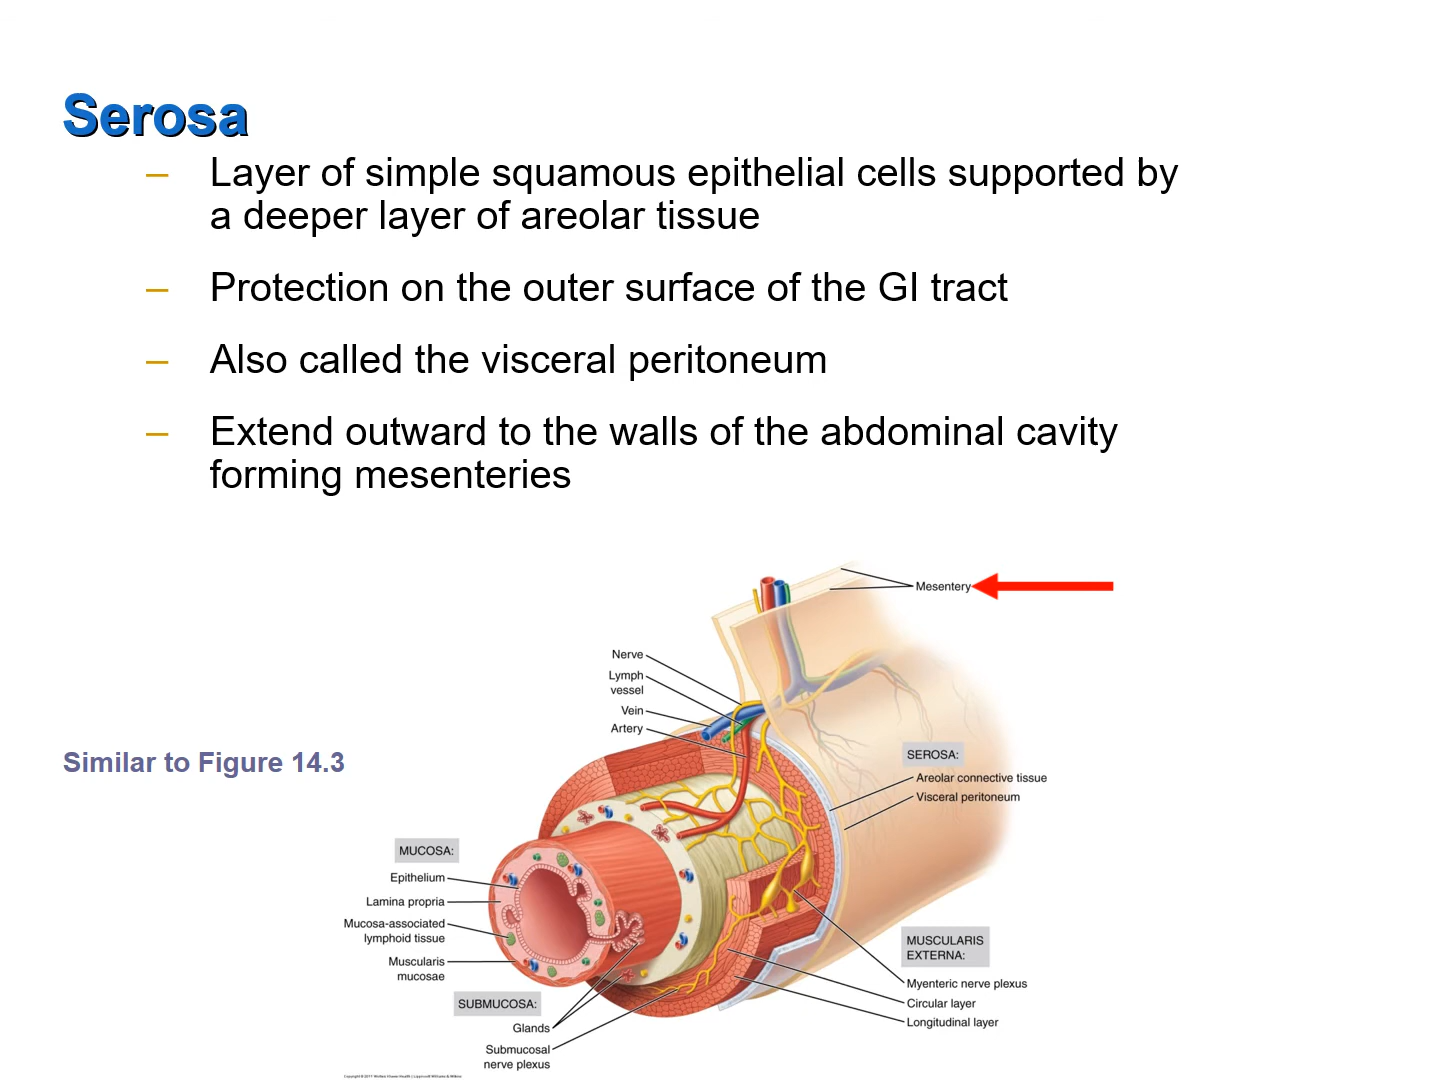 Serosa
– Layer of simple squamous epithelial cells supported by
a deeper layer of areolar tissue
– Protection on the outer surface of the GI tract
– Also called the visceral peritoneum
– Extend outward to the walls of the abdominal cavity
forming mesenteries
Mesentery
Nerve
Lymph
vessel
Vein
Artery
SEROSA:
Areolar connective tissue
Visceral peritoneum
Similar to Figure 14.3
MUCOSA:
Epithelium
Lamina propria
Mucosa-associated
lymphoid tissue
Muscularis
mucosae
SUBMUCOSA:
Glands
Submucosal
nerve plexus
MUSCULARIS
EXTERNA:
Myenteric nerve plexus
Circular layer
Longitudinal layer